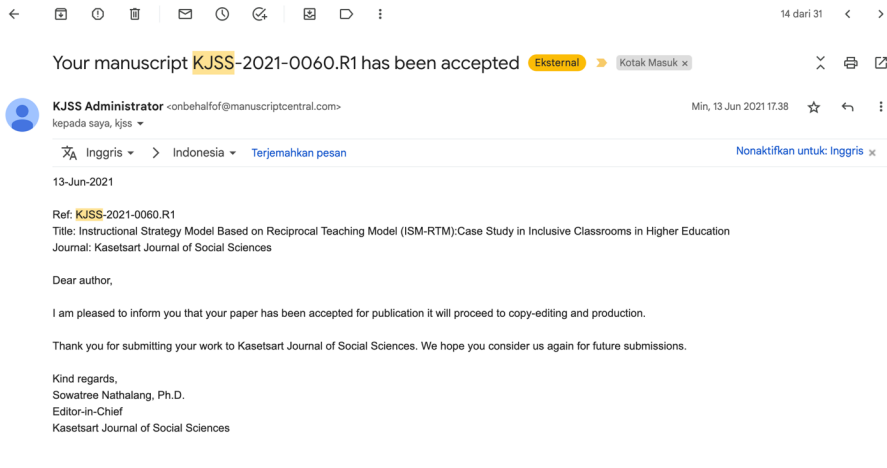 14 dari 31
Your manuscript KJSS-2021-0060.R1 has been accepted Eksternal Kotak Masuk ×
KJSS Administrator <onbehalfof@manuscriptcentral.com> Min, 13 Jun 2021 17.38
kepada saya, kjss
Inggris > Indonesia Terjemahkan pesan Nonaktifkan untuk: Inggris ×
13-Jun-2021
Ref: KJSS-2021-0060.R1
Title: Instructional Strategy Model Based on Reciprocal Teaching Model (ISM-RTM):Case Study in Inclusive Classrooms in Higher Education
Journal: Kasetsart Journal of Social Sciences
Dear author,
I am pleased to inform you that your paper has been accepted for publication it will proceed to copy-editing and production.
Thank you for submitting your work to Kasetsart Journal of Social Sciences. We hope you consider us again for future submissions.
Kind regards,
Sowatree Nathalang, Ph.D.
Editor-in-Chief
Kasetsart Journal of Social Sciences